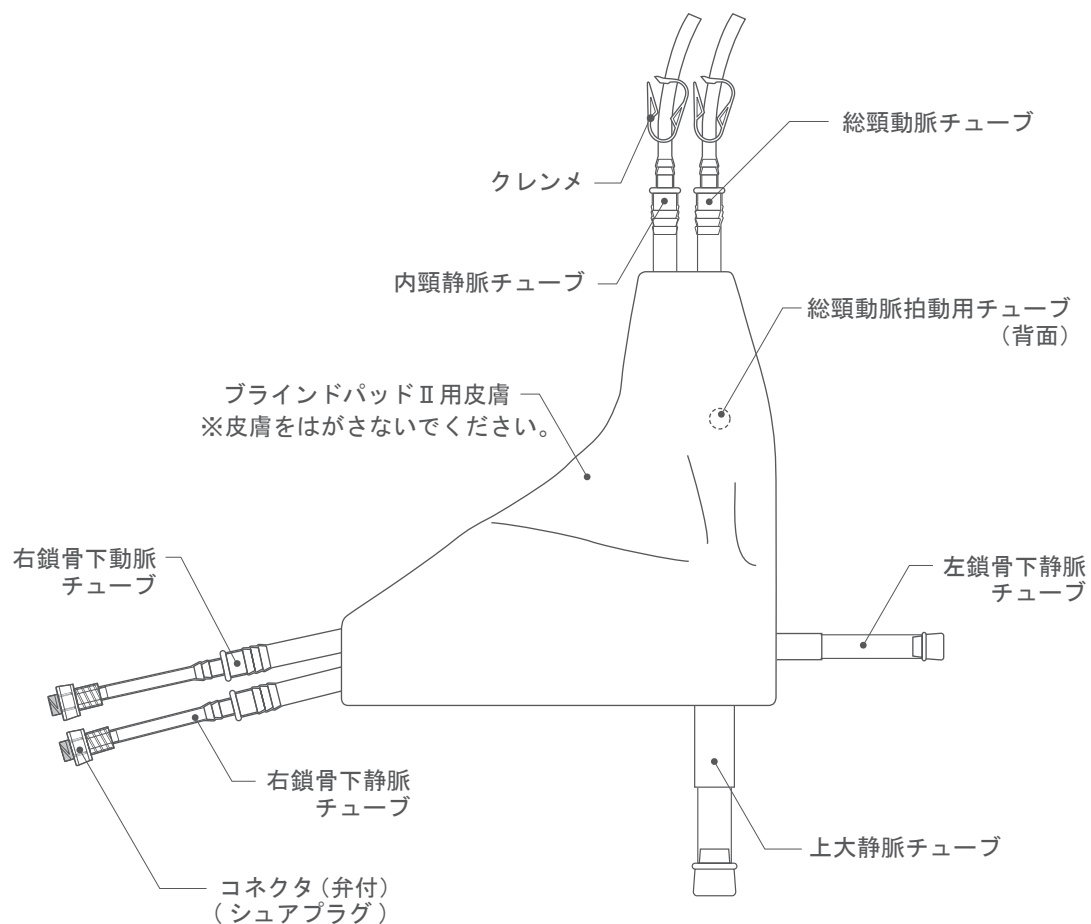 総頸動脈チューブ
クレンメ
内頸静脈チューブ
総頸動脈拍動用チューブ
（背面）
ブラインドパッドⅡ用皮膚
※皮膚をはがさないでください。
右鎖骨下動脈
チューブ
左鎖骨下静脈
チューブ
右鎖骨下静脈
チューブ
上大静脈チューブ
コネクタ（弁付）
（シュアプラグ）